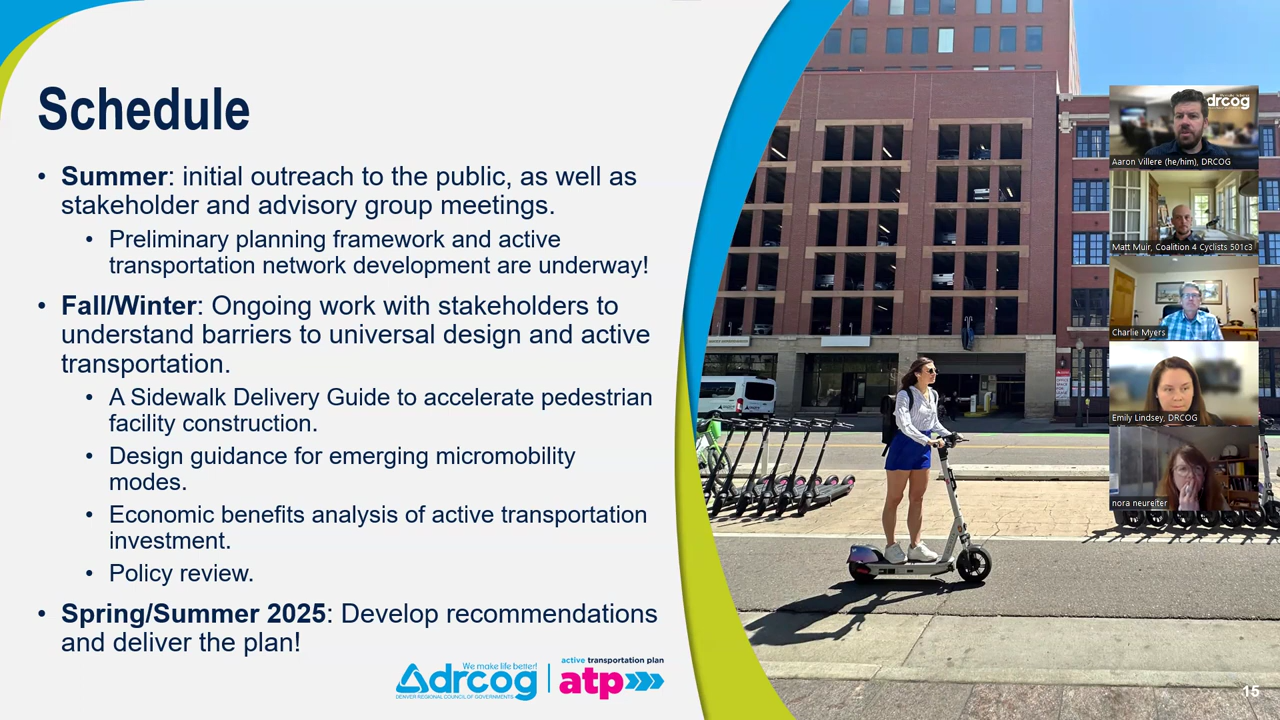 Schedule
• Summer: initial outreach to the public, as well as
stakeholder and advisory group meetings.
• Preliminary planning framework and active
transportation network development are underway!
• Fall/Winter: Ongoing work with stakeholders to
understand barriers to universal design and active
transportation.
• A Sidewalk Delivery Guide to accelerate pedestrian
facility construction.
• Design guidance for emerging micromobility
modes.
• Economic benefits analysis of active transportation
investment.
• Policy review.
• Spring/Summer 2025: Develop recommendations
and deliver the plan!
We make life better!
drcog
DENVER REGIONAL COUNCIL OF GOVERNMENTS
active transportation plan
atp
drcog
Aaron Villere (he/him), DRCOG
Matt Muir, Coalition 4 Cyclists 501c3
Charlie Myers
Emily Lindsey, DRCOG
nora neureiter
15